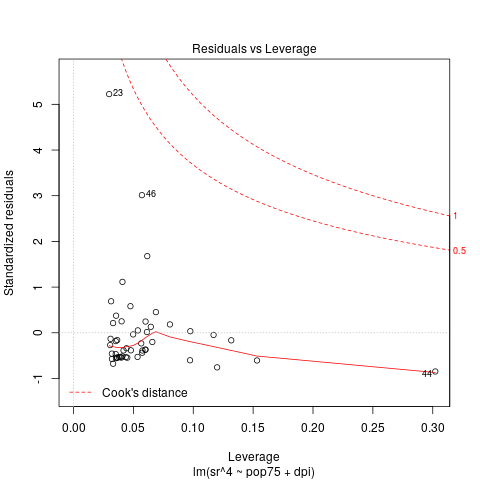 Residuals vs Leverage
Standardized residuals
5
4
3
2
1
0
-1
23
46
44
1
0.5
Cook's distance
0.00 0.05 0.10 0.15 0.20 0.25 0.30
Leverage
lm(sr^4 ~ pop75 + dpi)